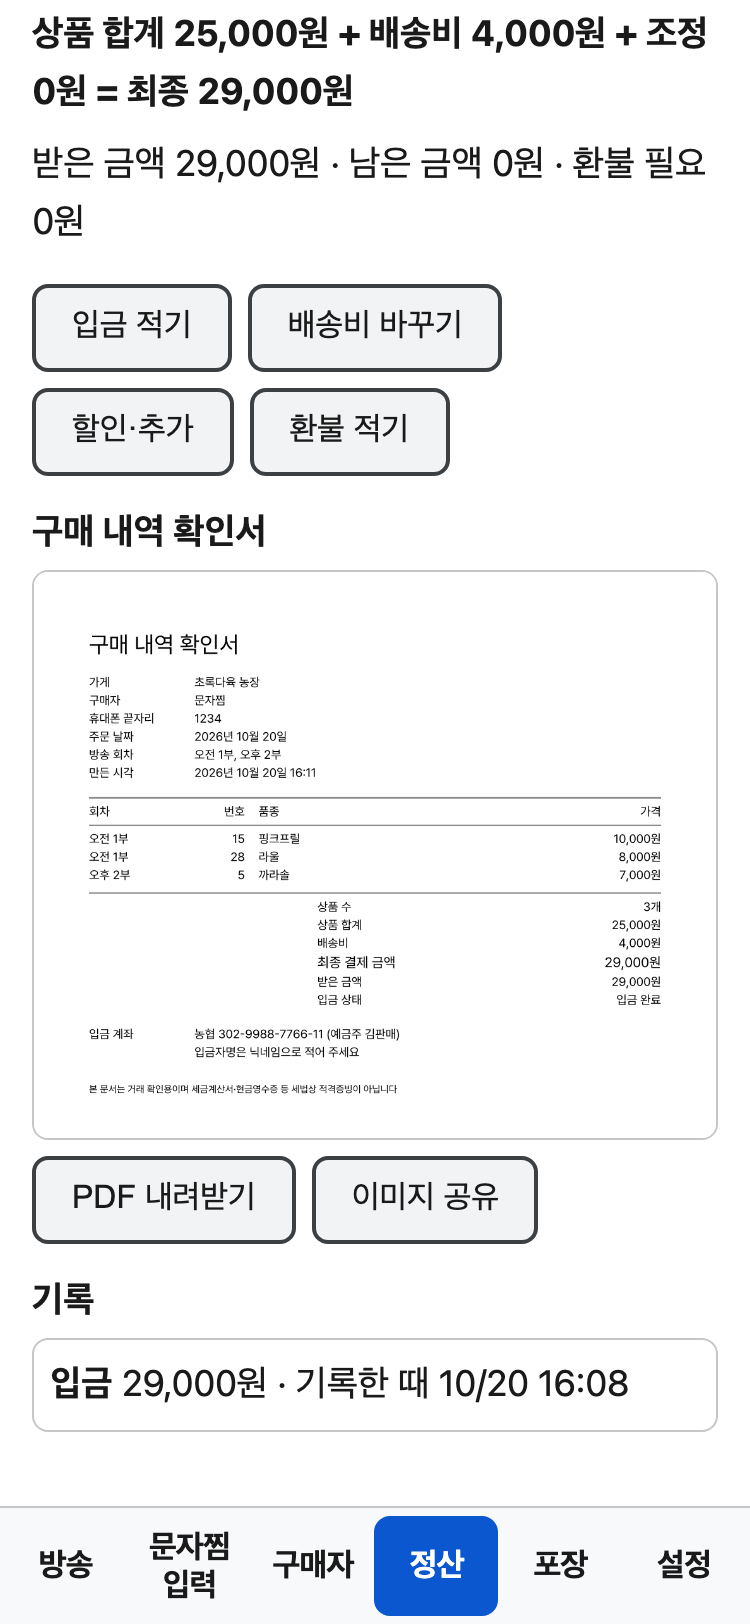 상품 합계 25,000원 + 배송비 4,000원 + 조정
0원 = 최종 29,000원
받은 금액 29,000원 · 남은 금액 0원 · 환불 필요
0원
입금 적기 배송비 바꾸기
할인·추가 환불 적기
구매 내역 확인서
구매 내역 확인서
가게 초록다육 농장
구매자 문자찜
휴대폰 끝자리 1234
주문 날짜 2026년 10월 20일
방송 회차 오전 1부, 오후 2부
만든 시각 2026년 10월 20일 16:11
회차 번호 품종 가격
오전 1부 15 핑크프릴 10,000원
오전 1부 28 라울 8,000원
오후 2부 5 까라솔 7,000원
상품 수 3개
상품 합계 25,000원
배송비 4,000원
최종 결제 금액 29,000원
받은 금액 29,000원
입금 상태 입금 완료
입금 계좌 농협 302-9988-7766-11 (예금주 김판매)
입금자명은 닉네임으로 적어 주세요
본 문서는 거래 확인용이며 세금계산서·현금영수증 등 세법상 적격증빙이 아닙니다
PDF 내려받기 이미지 공유
기록
입금 29,000원 · 기록한 때 10/20 16:08
방송 문자찜 입력 구매자 정산 포장 설정